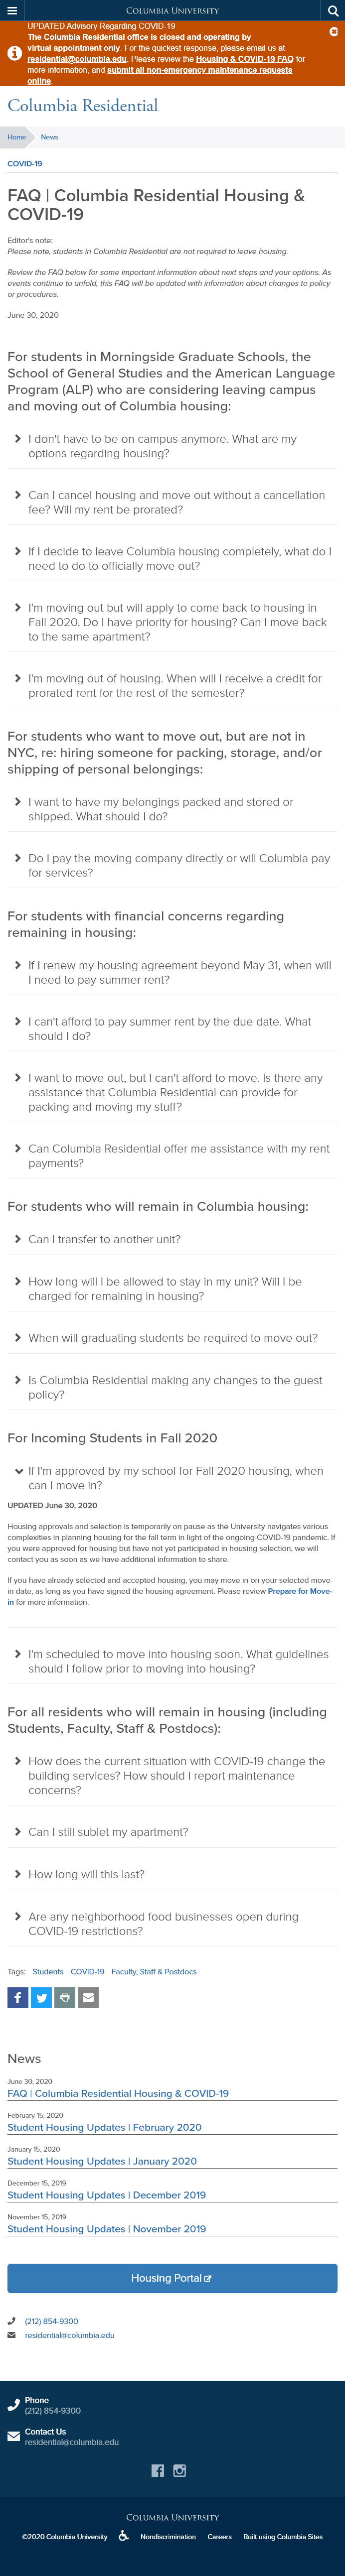 COLUMBIA UNIVERSITY
UPDATED Advisory Regarding COVID-19
The Columbia Residential office is closed and operating by
virtual appointment only. For the quickest response, please email us at
residential@columbia.edu. Please review the Housing & COVID-19 FAQ for
more information, and submit all non-emergency maintenance requests
online.
Columbia Residential
Home
News
COVID-19
FAQ | Columbia Residential Housing &
COVID-19
Editor's note:
Please note, students in Columbia Residential are not required to leave housing.
Review the FAQ below for some important information about next steps and your options. As
events continue to unfold, this FAQ will be updated with information about changes to policy
or procedures.
June 30, 2020
For students in Morningside Graduate Schools, the
School of General Studies and the American Language
Program (ALP) who are considering leaving campus
and moving out of Columbia housing:
I don't have to be on campus anymore. What are my
options regarding housing?
Can I cancel housing and move out without a cancellation
fee? Will my rent be prorated?
If I decide to leave Columbia housing completely, what do I
need to do to officially move out?
I'm moving out but will apply to come back to housing in
Fall 2020. Do I have priority for housing? Can I move back
to the same apartment?
I'm moving out of housing. When will I receive a credit for
prorated rent for the rest of the semester?
For students who want to move out, but are not in
NYC, re: hiring someone for packing, storage, and/or
shipping of personal belongings:
I want to have my belongings packed and stored or
shipped. What should I do?
Do I pay the moving company directly or will Columbia pay
for services?
For students with financial concerns regarding
remaining in housing:
If I renew my housing agreement beyond May 31, when will
I need to pay summer rent?
I can't afford to pay summer rent by the due date. What
should I do?
I want to move out, but I can't afford to move. Is there any
assistance that Columbia Residential can provide for
packing and moving my stuff?
Can Columbia Residential offer me assistance with my rent
payments?
For students who will remain in Columbia housing:
Can I transfer to another unit?
How long will I be allowed to stay in my unit? Will I be
charged for remaining in housing?
When will graduating students be required to move out?
Is Columbia Residential making any changes to the guest
policy?
For Incoming Students in Fall 2020
If I'm approved by my school for Fall 2020 housing, when
can I move in?
UPDATED June 30, 2020
Housing approvals and selection is temporarily on pause as the University navigates various
complexities in planning housing for the fall term in light of the ongoing COVID-19 pandemic. If
you were approved for housing but have not yet participated in housing selection, we will
contact you as soon as we have additional information to share.
If you have already selected and accepted housing, you may move in on your selected move-
in date, as long as you have signed the housing agreement. Please review Prepare for Move-
in for more information.
I'm scheduled to move into housing soon. What guidelines
should I follow prior to moving into housing?
For all residents who will remain in housing (including
Students, Faculty, Staff & Postdocs):
How does the current situation with COVID-19 change the
building services? How should I report maintenance
concerns?
Can I still sublet my apartment?
How long will this last?
Are any neighborhood food businesses open during
COVID-19 restrictions?
Tags: Students COVID-19 Faculty, Staff & Postdocs
News
June 30, 2020
FAQ | Columbia Residential Housing & COVID-19
February 15, 2020
Student Housing Updates | February 2020
January 15, 2020
Student Housing Updates | January 2020
December 15, 2019
Student Housing Updates | December 2019
November 15, 2019
Student Housing Updates | November 2019
Housing Portal
(212) 854-9300
residential@columbia.edu
Phone
(212) 854-9300
Contact Us
residential@columbia.edu
COLUMBIA UNIVERSITY
©2020 Columbia University Nondiscrimination Careers Built using Columbia Sites